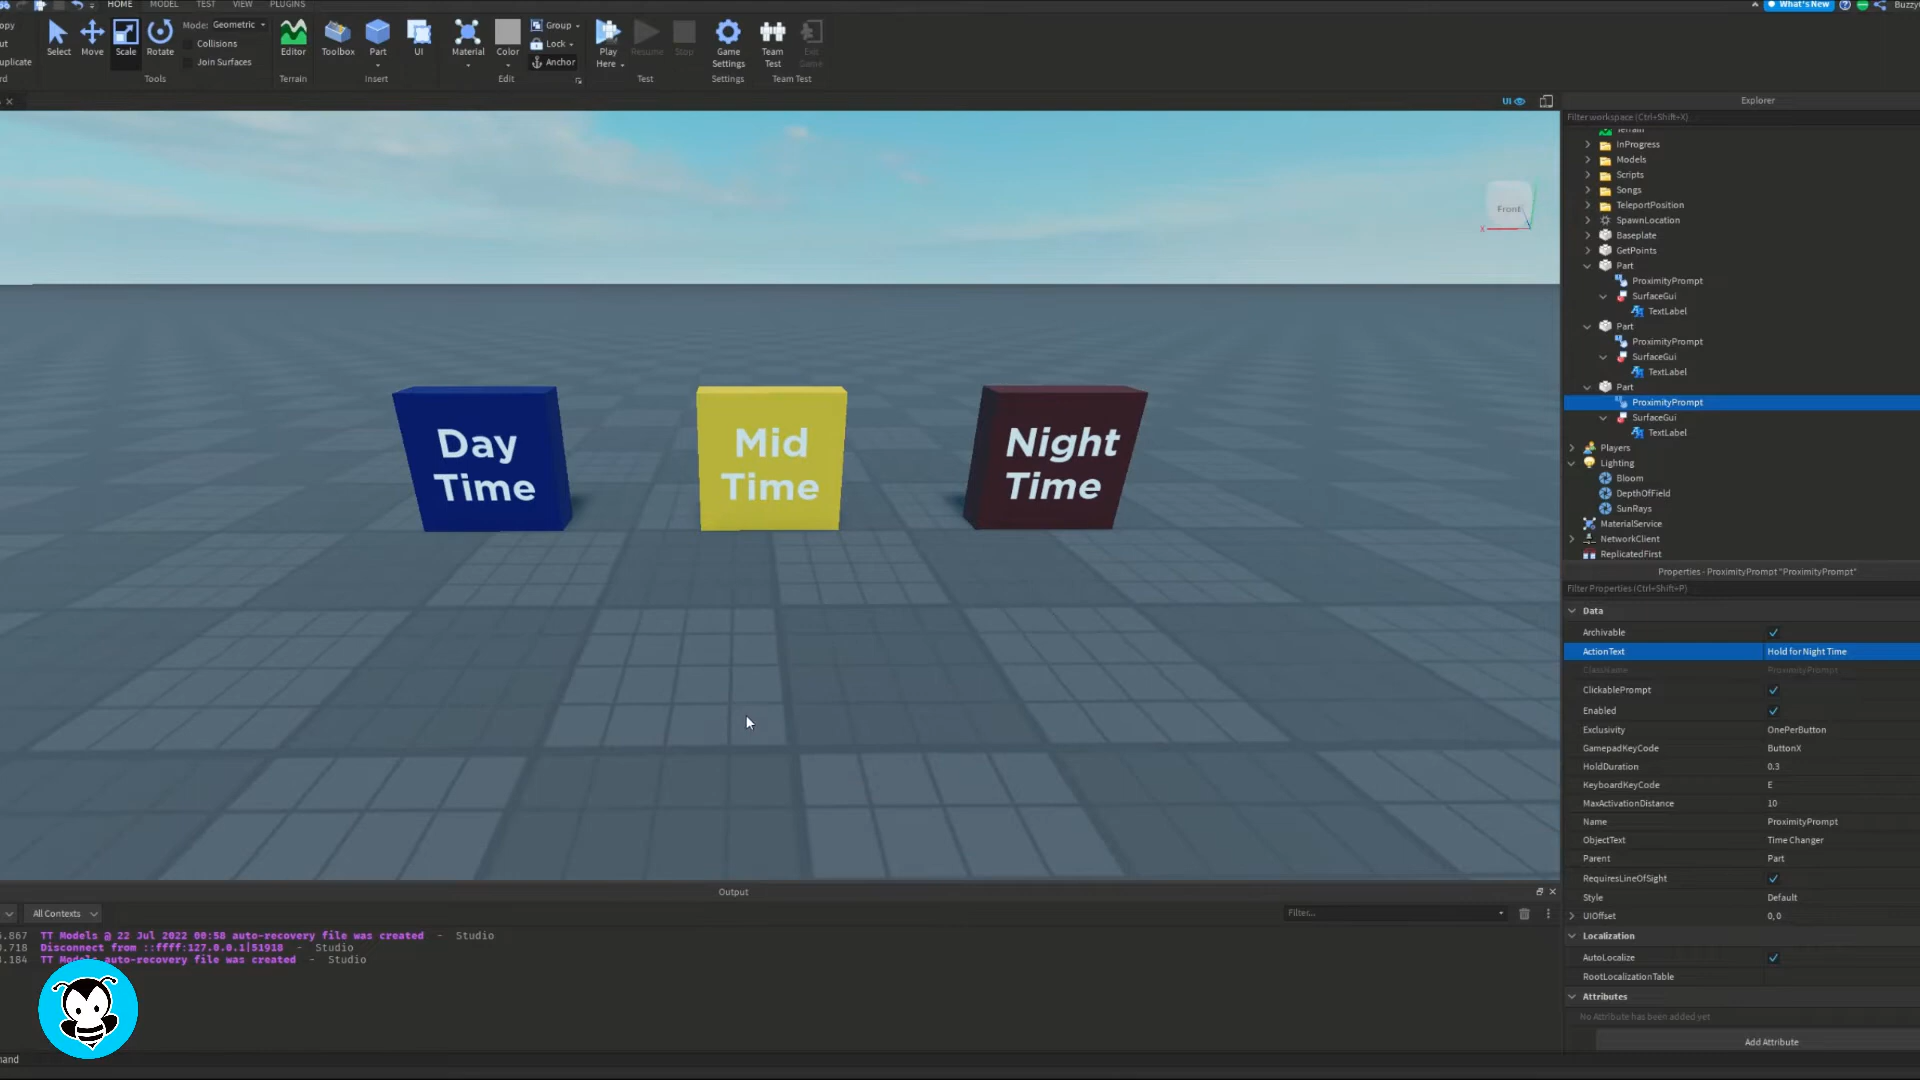 HOME MODEL TEST VIEW PLUGINS
What's New
Mode: Geometric
Collisions
Join Surfaces
Select Move Scale Rotate
Tools
Editor
Terrain
Toolbox Part UI
Insert
Material Color
Group
Lock
Anchor
Edit
Play Here Resume Stop
Test
Game Settings
Settings
Team Test Exit Game
Team Test
UI
Front
X
Day
Time
Mid
Time
Night
Time
Explorer
Filter workspace (Ctrl+Shift+X)
Terrain
InProgress
Models
Scripts
Songs
TeleportPosition
SpawnLocation
Baseplate
GetPoints
Part
ProximityPrompt
SurfaceGui
TextLabel
Part
ProximityPrompt
SurfaceGui
TextLabel
Part
ProximityPrompt
SurfaceGui
TextLabel
Players
Lighting
Bloom
DepthOfField
SunRays
MaterialService
NetworkClient
ReplicatedFirst
Properties - ProximityPrompt "ProximityPrompt"
Filter Properties (Ctrl+Shift+P)
Data
Archivable
ActionText Hold for Night Time
ClassName ProximityPrompt
ClickablePrompt
Enabled
Exclusivity OnePerButton
GamepadKeyCode ButtonX
HoldDuration 0.3
KeyboardKeyCode E
MaxActivationDistance 10
Name ProximityPrompt
ObjectText Time Changer
Parent Part
RequiresLineOfSight
Style Default
UIOffset 0, 0
Localization
AutoLocalize
RootLocalizationTable
Attributes
No Attribute has been added yet
Add Attribute
Output
All Contexts
Filter...
.867 TT Models @ 22 Jul 2022 00:58 auto-recovery file was created - Studio
.718 Disconnect from ::ffff:127.0.0.1|51918 - Studio
.184 TT Models auto-recovery file was created - Studio